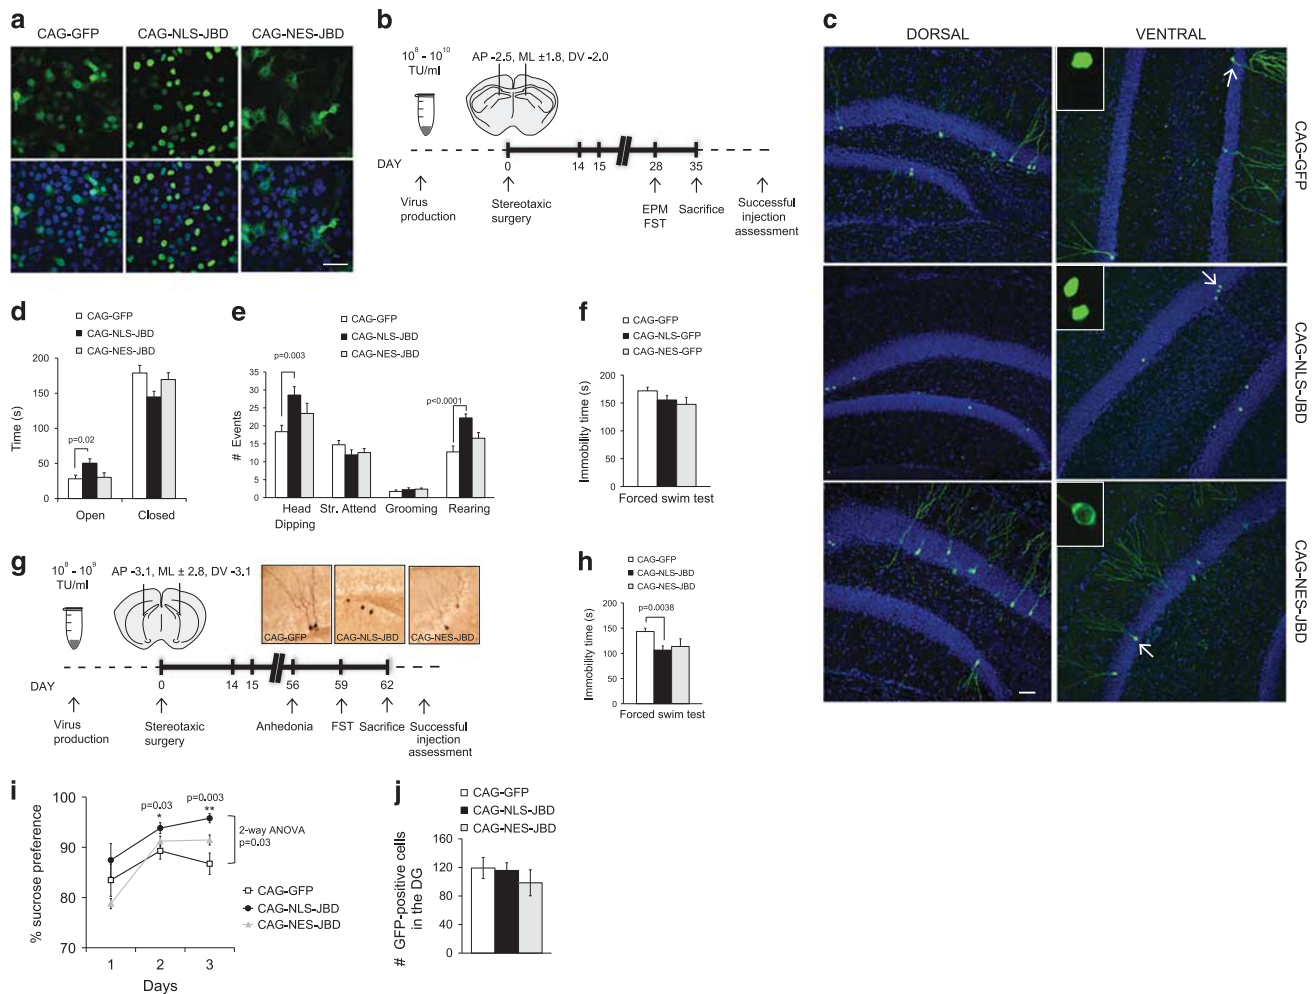 a
CAG-GFP CAG-NLS-JBD CAG-NES-JBD
b
10⁸ - 10¹⁰
TU/ml
AP -2.5, ML ±1.8, DV -2.0
DAY
0 14 15 28 35
Virus production
Stereotaxic surgery
EPM FST
Sacrifice
Successful injection assessment
c
DORSAL VENTRAL
CAG-GFP
CAG-NLS-JBD
CAG-NES-JBD
d
CAG-GFP
CAG-NLS-JBD
CAG-NES-JBD
Time (s)
200
150
100
50
0
p=0.02
Open Closed
e
CAG-GFP
CAG-NLS-JBD
CAG-NES-JBD
# Events
35
30
25
20
15
10
5
0
p=0.003
p<0.0001
Head Dipping Str. Attend Grooming Rearing
f
CAG-GFP
CAG-NLS-GFP
CAG-NES-GFP
Immobility time (s)
200
150
100
50
0
Forced swim test
g
10⁸ - 10⁹
TU/ml
AP -3.1, ML ± 2.8, DV -3.1
CAG-GFP CAG-NLS-JBD CAG-NES-JBD
DAY
0 14 15 56 59 62
Virus production
Stereotaxic surgery
Anhedonia
FST
Sacrifice
Successful injection assessment
h
CAG-GFP
CAG-NLS-JBD
CAG-NES-JBD
Immobility time (s)
200
150
100
50
0
p=0.0038
Forced swim test
i
% sucrose preference
100
90
80
70
p=0.03
*
p=0.003
**
2-way ANOVA
p=0.03
CAG-GFP
CAG-NLS-JBD
CAG-NES-JBD
1 2 3
Days
j
CAG-GFP
CAG-NLS-JBD
CAG-NES-JBD
# GFP-positive cells
in the DG
160
120
80
40
0